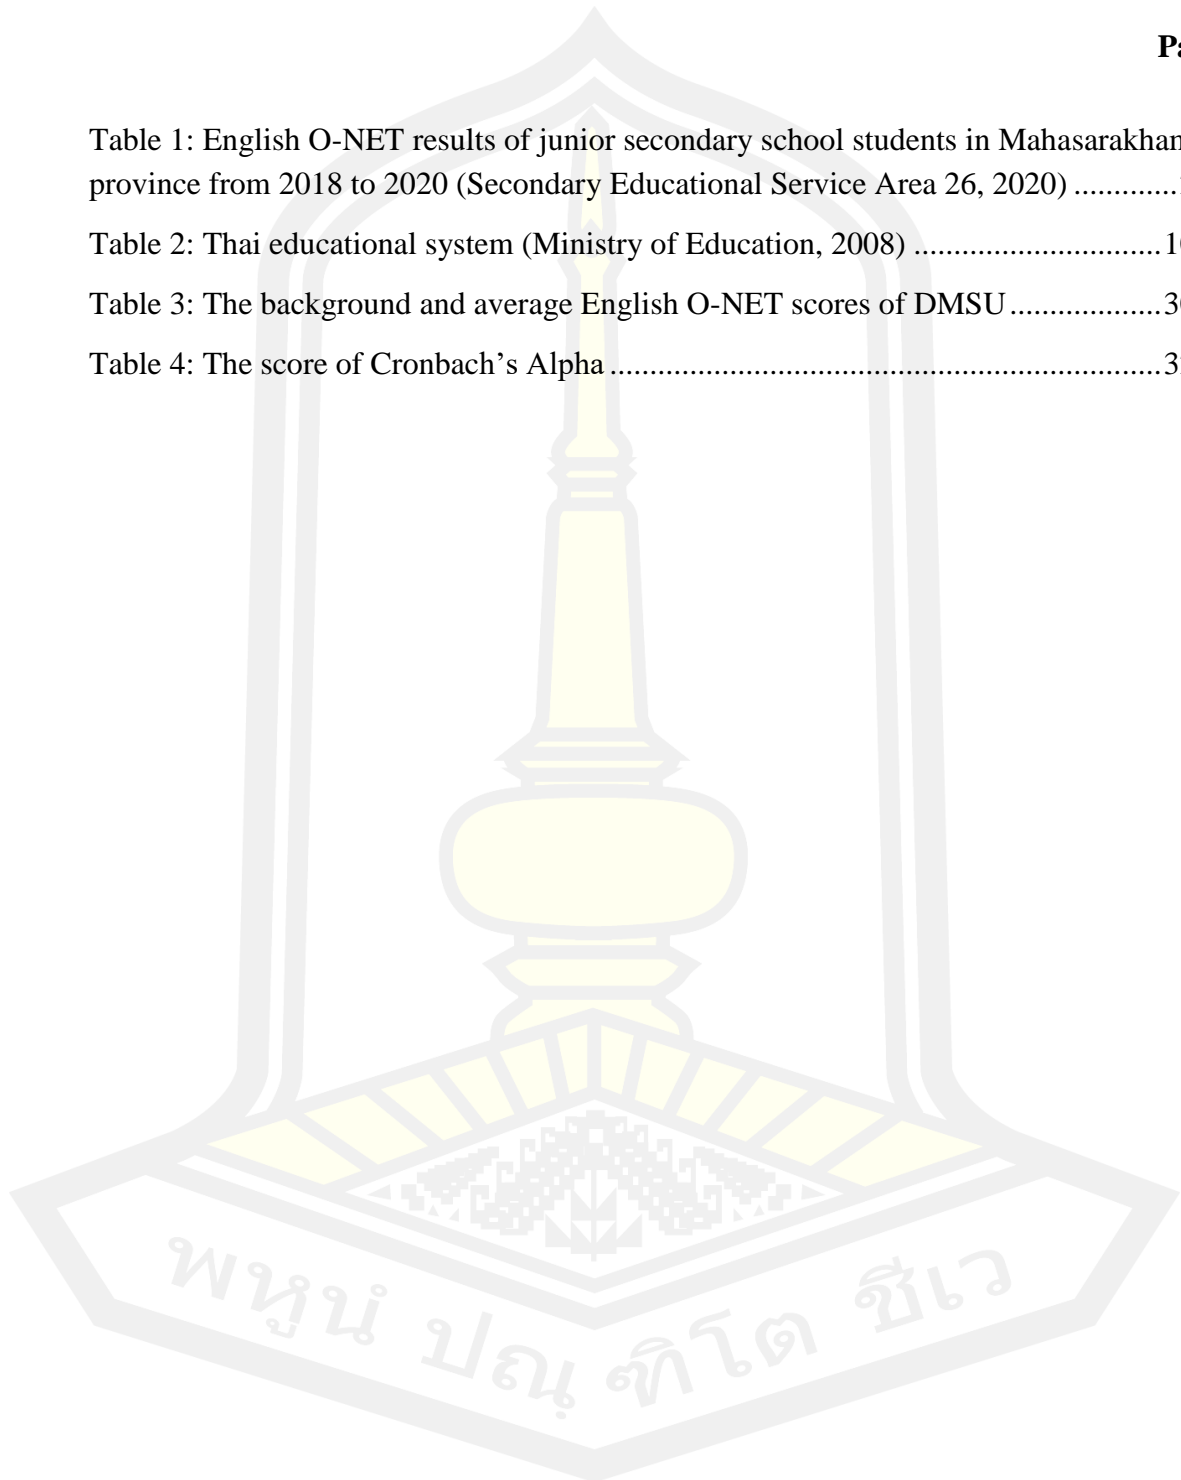 Table 1: English O-NET results of junior secondary school students in Mahasarakham
province from 2018 to 2020 (Secondary Educational Service Area 26, 2020) .............
Table 2: Thai educational system (Ministry of Education, 2008) ...............................
Table 3: The background and average English O-NET scores of DMSU ...................
Table 4: The score of Cronbach’s Alpha .....................................................................
พหูนํ ปณฺฑิโต ชีเว